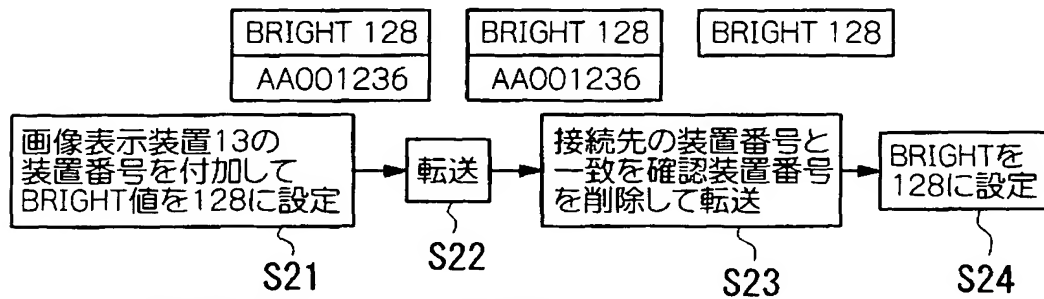 BRIGHT 128
AA001236
BRIGHT 128
AA001236
BRIGHT 128
画像表示装置13の
装置番号を付加して
BRIGHT値を128に設定
転送
接続先の装置番号と
一致を確認装置番号
を削除して転送
BRIGHTを
128に設定
S21
S22
S23
S24